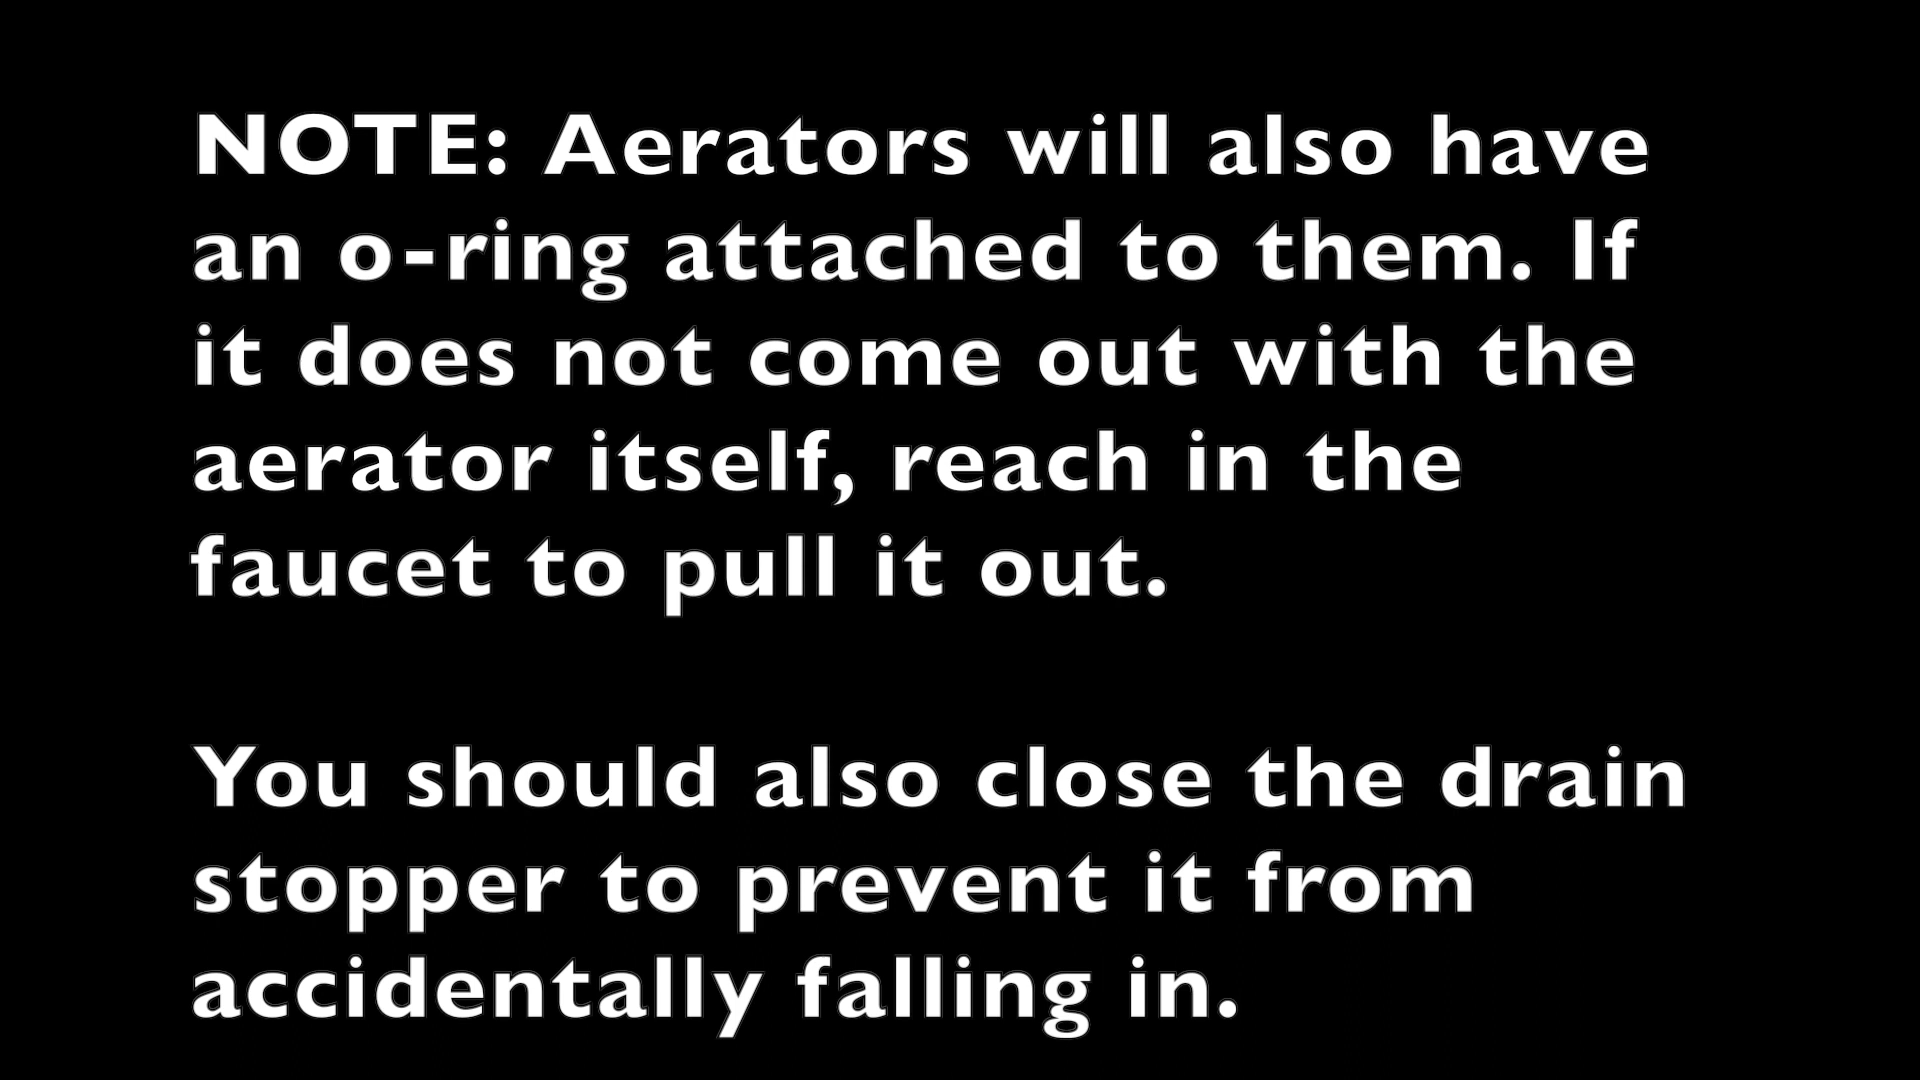 NOTE: Aerators will also have
an o-ring attached to them. If
it does not come out with the
aerator itself, reach in the
faucet to pull it out.
You should also close the drain
stopper to prevent it from
accidentally falling in.